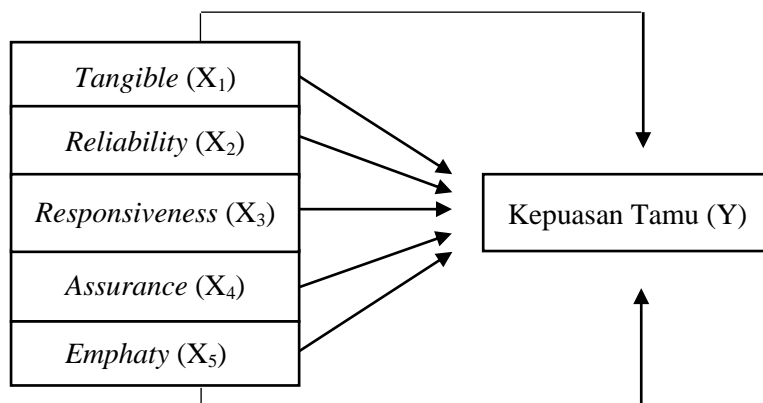 Tangible (X₁)
Reliability (X₂)
Responsiveness (X₃)
Kepuasan Tamu (Y)
Assurance (X₄)
Emphaty (X₅)